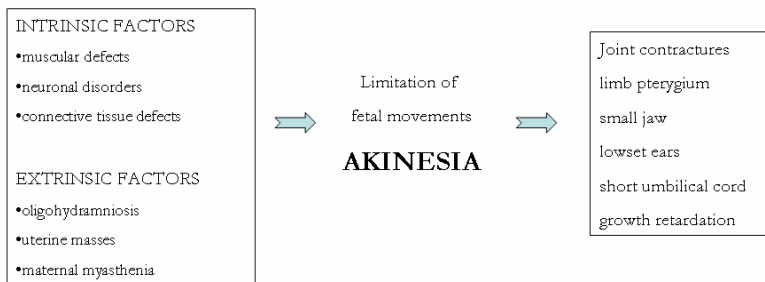 INTRINSIC FACTORS
•muscular defects
•neuronal disorders
•connective tissue defects
EXTRINSIC FACTORS
•oligohydramniosis
•uterine masses
•maternal myasthenia
Limitation of
fetal movements
AKINESIA
Joint contractures
limb pterygium
small jaw
lowset ears
short umbilical cord
growth retardation